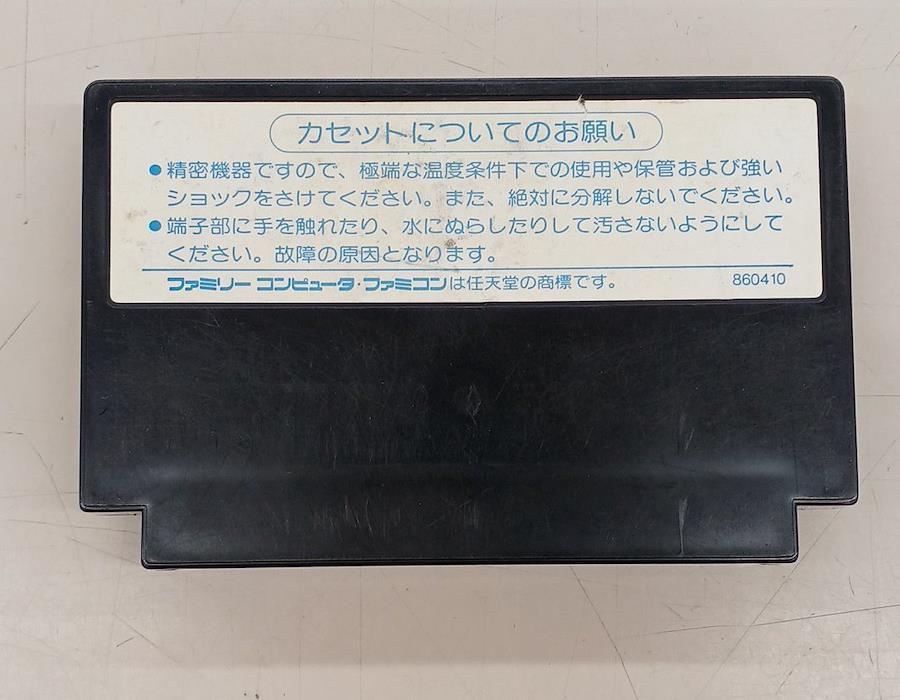 カセットについてのお願い
●精密機器ですので、極端な温度条件下での使用や保管および強い
ショックをさけてください。また、絶対に分解しないでください。
●端子部に手を触れたり、水にぬらしたりして汚さないようにして
ください。故障の原因となります。
ファミリーコンピュータ・ファミコンは任天堂の商標です。 860410